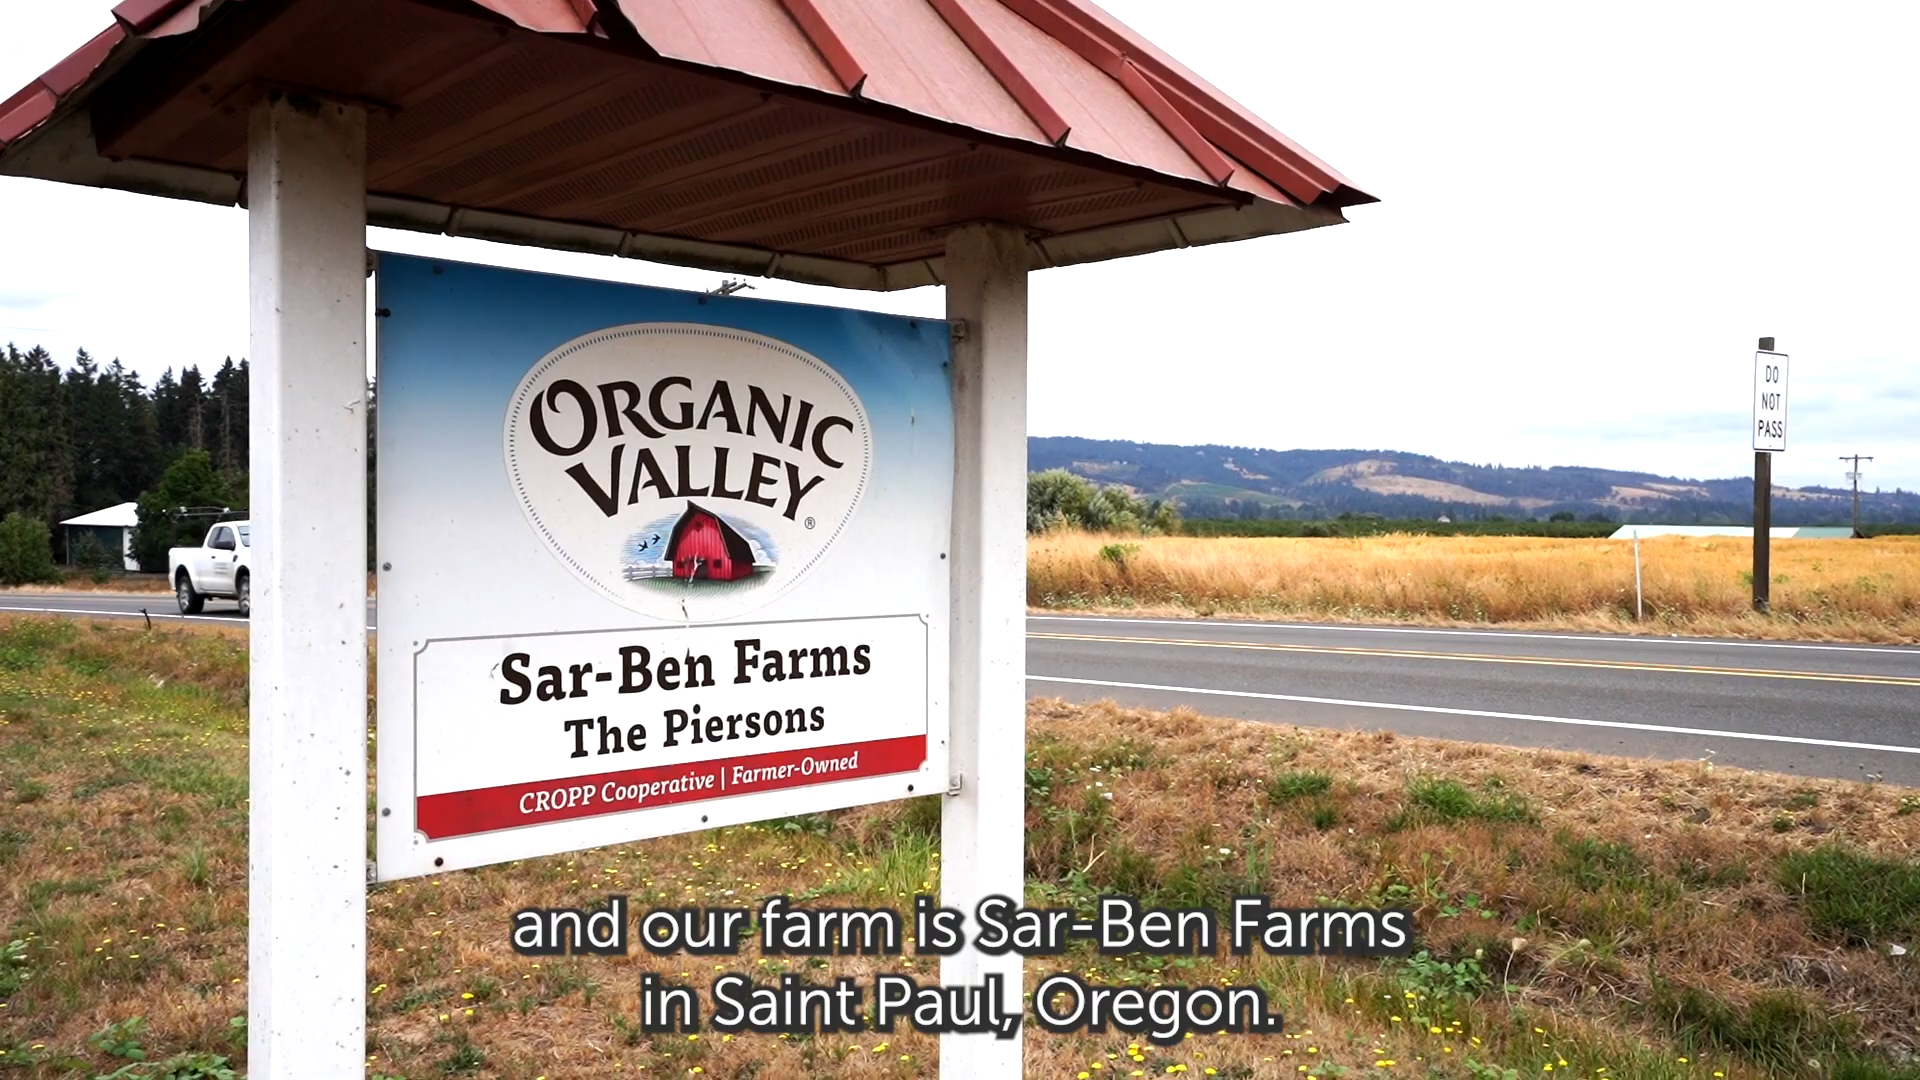 ORGANIC
VALLEY
®
Sar-Ben Farms
The Piersons
CROPP Cooperative | Farmer-Owned
DO
NOT
PASS
and our farm is Sar-Ben Farms
in Saint Paul, Oregon.